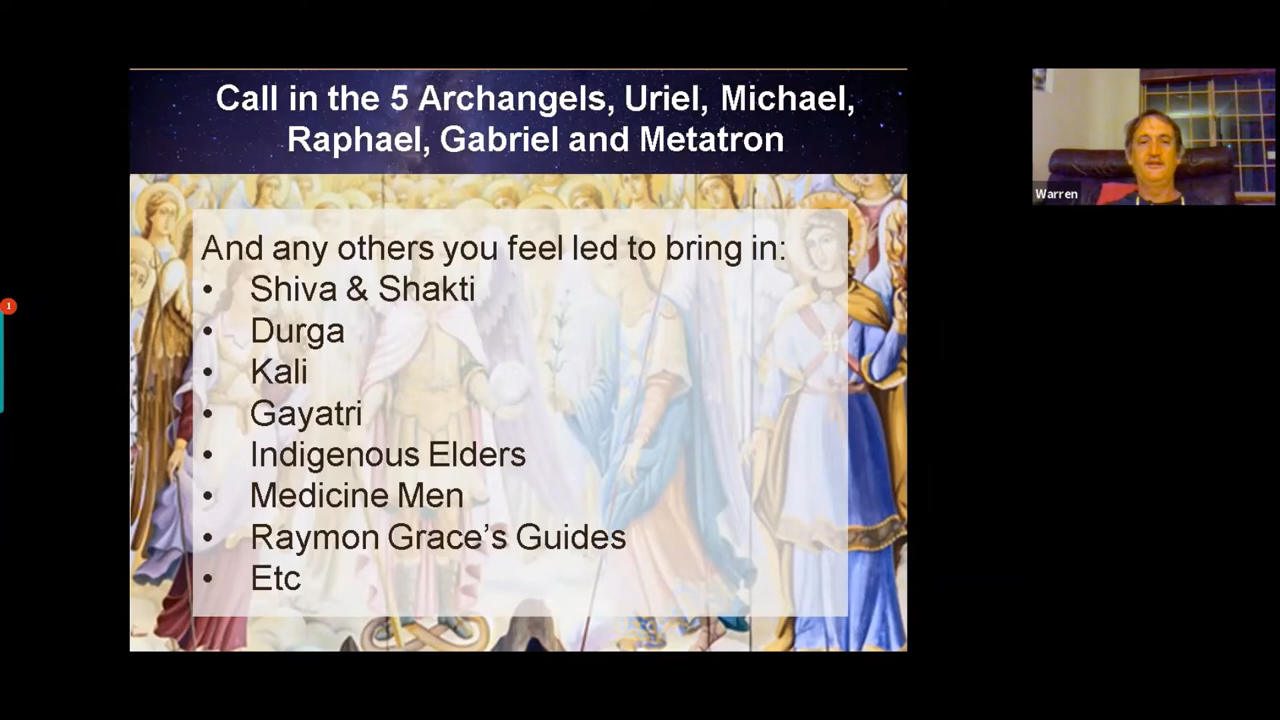 Call in the 5 Archangels, Uriel, Michael,
Raphael, Gabriel and Metatron
And any others you feel led to bring in:
• Shiva & Shakti
• Durga
• Kali
• Gayatri
• Indigenous Elders
• Medicine Men
• Raymon Grace’s Guides
• Etc
Warren
1